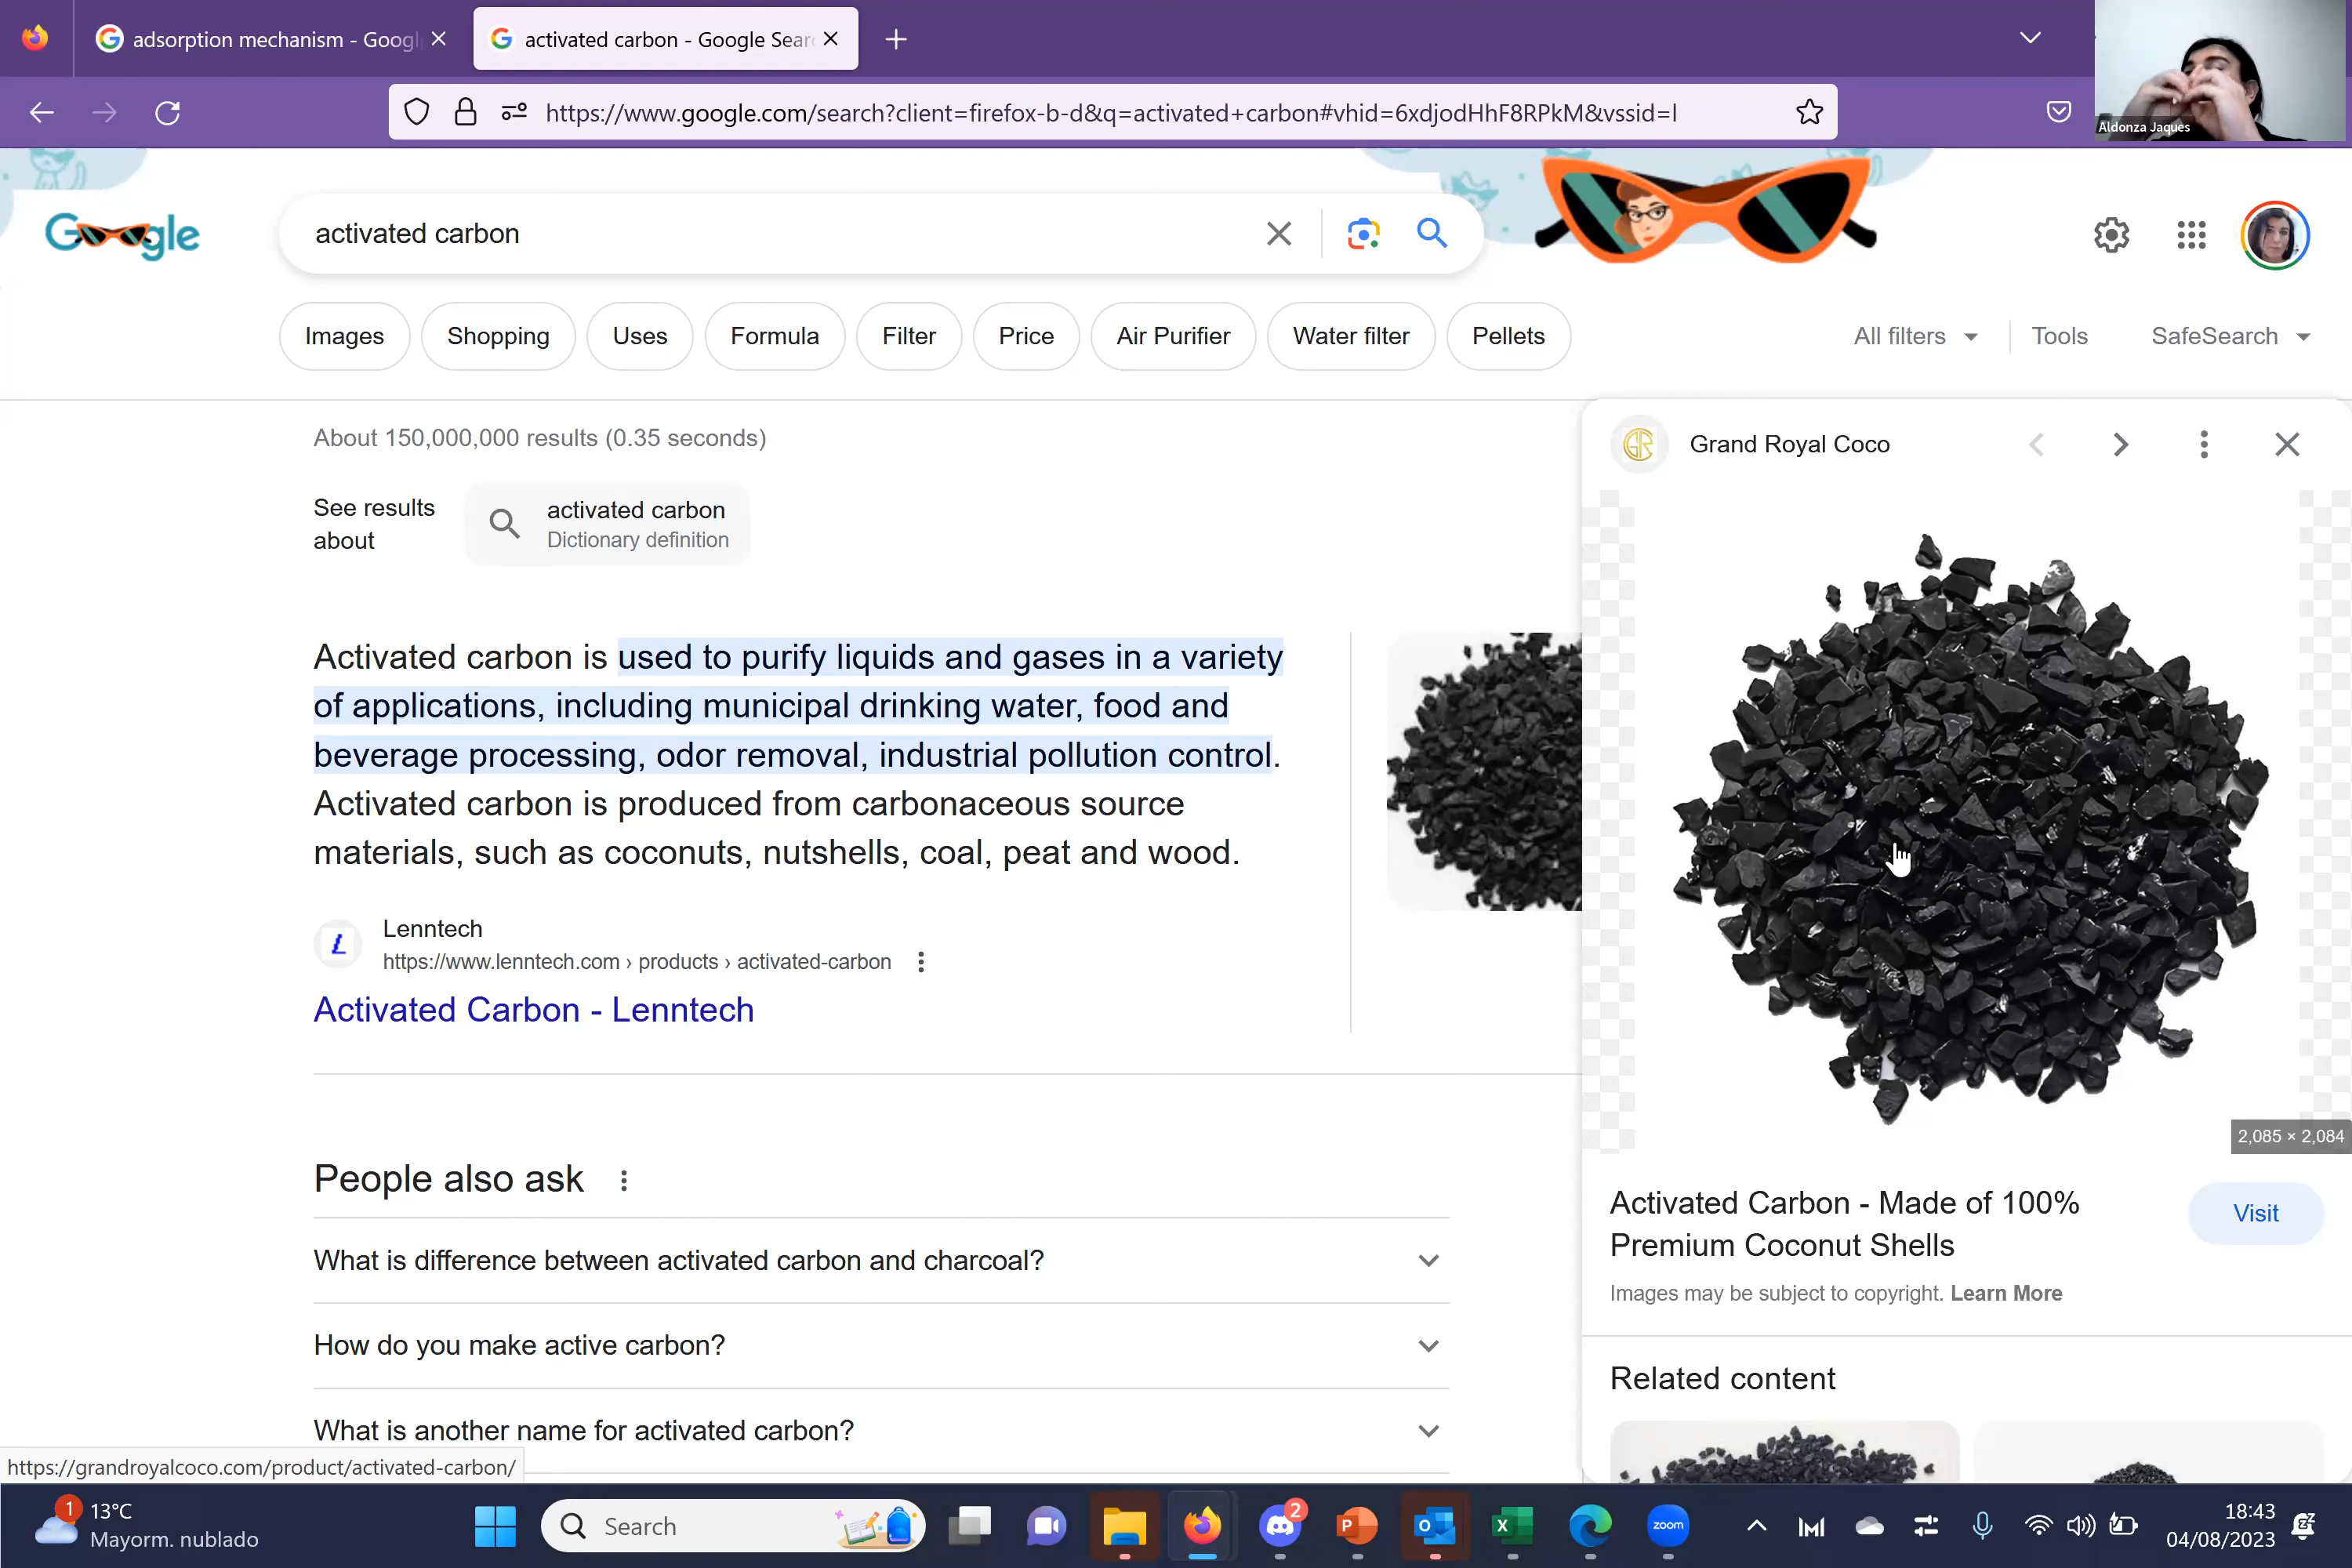 adsorption mechanism - Googl
activated carbon - Google Sear
https://www.google.com/search?client=firefox-b-d&q=activated+carbon#vhid=6xdjodHhF8RPkM&vssid=l
Aldonza Jaques
Google
activated carbon
Images
Shopping
Uses
Formula
Filter
Price
Air Purifier
Water filter
Pellets
All filters
Tools
SafeSearch
About 150,000,000 results (0.35 seconds)
See results
about
activated carbon
Dictionary definition
Activated carbon is used to purify liquids and gases in a variety
of applications, including municipal drinking water, food and
beverage processing, odor removal, industrial pollution control.
Activated carbon is produced from carbonaceous source
materials, such as coconuts, nutshells, coal, peat and wood.
Lenntech
https://www.lenntech.com › products › activated-carbon
Activated Carbon - Lenntech
People also ask
What is difference between activated carbon and charcoal?
How do you make active carbon?
What is another name for activated carbon?
https://grandroyalcoco.com/product/activated-carbon/
GR
Grand Royal Coco
2,085 × 2,084
Activated Carbon - Made of 100%
Premium Coconut Shells
Visit
Images may be subject to copyright. Learn More
Related content
1
13°C
Mayorm. nublado
Search
2
zoom
18:43
04/08/2023